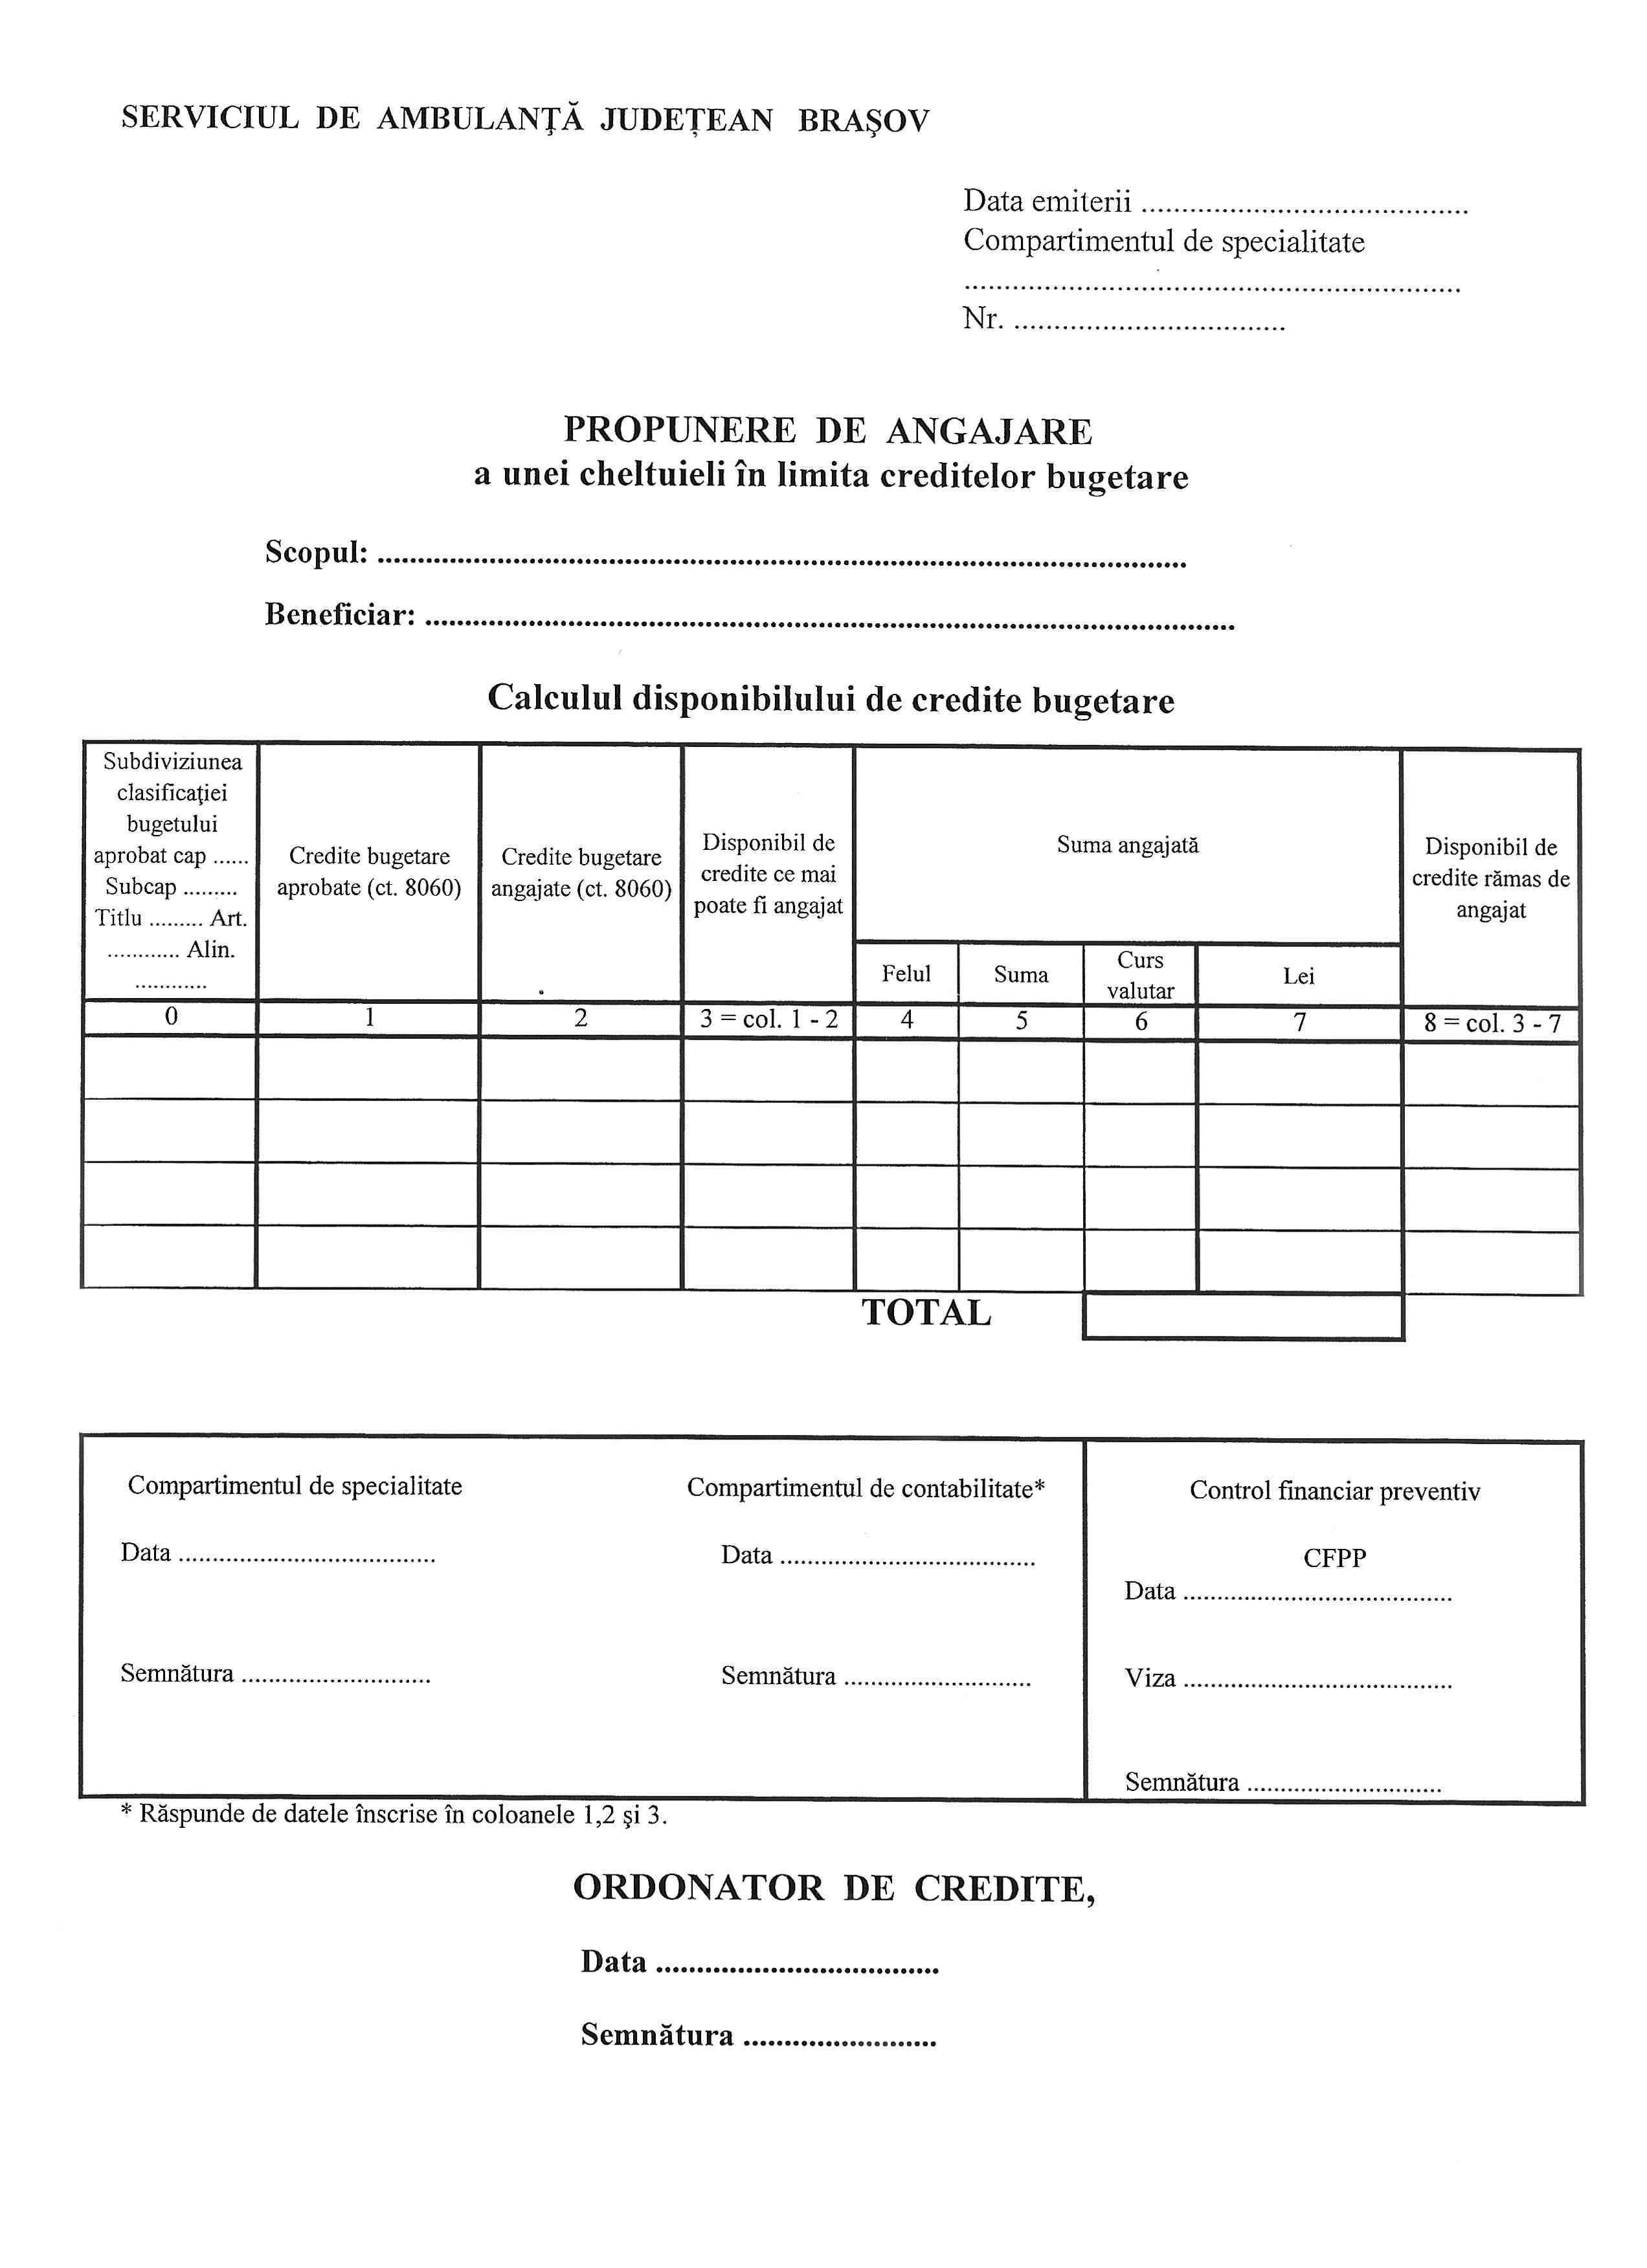 SERVICIUL DE AMBULANŢĂ JUDEȚEAN BRAŞOV
Data emiterii ........................................
Compartimentul de specialitate
..............................................................
Nr. ..................................
PROPUNERE DE ANGAJARE
a unei cheltuieli în limita creditelor bugetare
Scopul: ....................................................................................................
Beneficiar: ....................................................................................................
Calculul disponibilului de credite bugetare
Subdiviziunea
clasificaţiei
bugetului
aprobat cap ......
Subcap .........
Titlu ......... Art.
............ Alin.
............
Credite bugetare
aprobate (ct. 8060)
Credite bugetare
angajate (ct. 8060)
Disponibil de
credite ce mai
poate fi angajat
Suma angajată
Disponibil de
credite rămas de
angajat
Felul
Suma
Curs
valutar
Lei
0 1 2 3 = col. 1 - 2 4 5 6 7 8 = col. 3 - 7
TOTAL
Compartimentul de specialitate
Data ......................................
Semnătura ............................
Compartimentul de contabilitate*
Data ......................................
Semnătura ............................
Control financiar preventiv
CFPP
Data ........................................
Viza ........................................
Semnătura .............................
* Răspunde de datele înscrise în coloanele 1,2 şi 3.
ORDONATOR DE CREDITE,
Data ...................................
Semnătura ........................